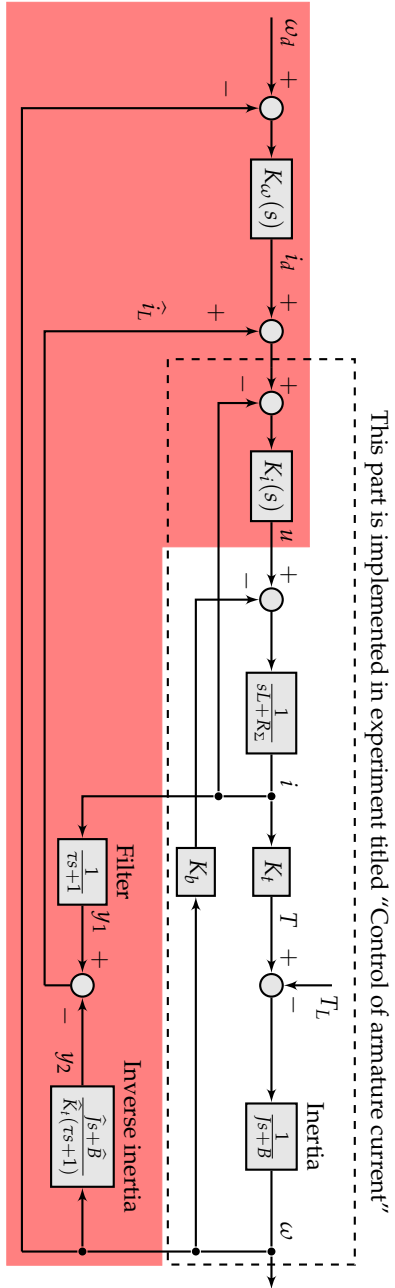 This part is implemented in experiment titled “Control of armature current”
ω_d
+
−
K_ω(s)
i_d
+
+
î_L
+
−
K_i(s)
u
+
−
1/(sL+R_Σ)
i
K_t
T
+
−
T_L
Inertia
1/(Js+B)
ω
K_b
Filter
1/(τs+1)
y_1
+
−
y_2
Inverse inertia
(Ĵs+B̂)/(K̂_t(τs+1))